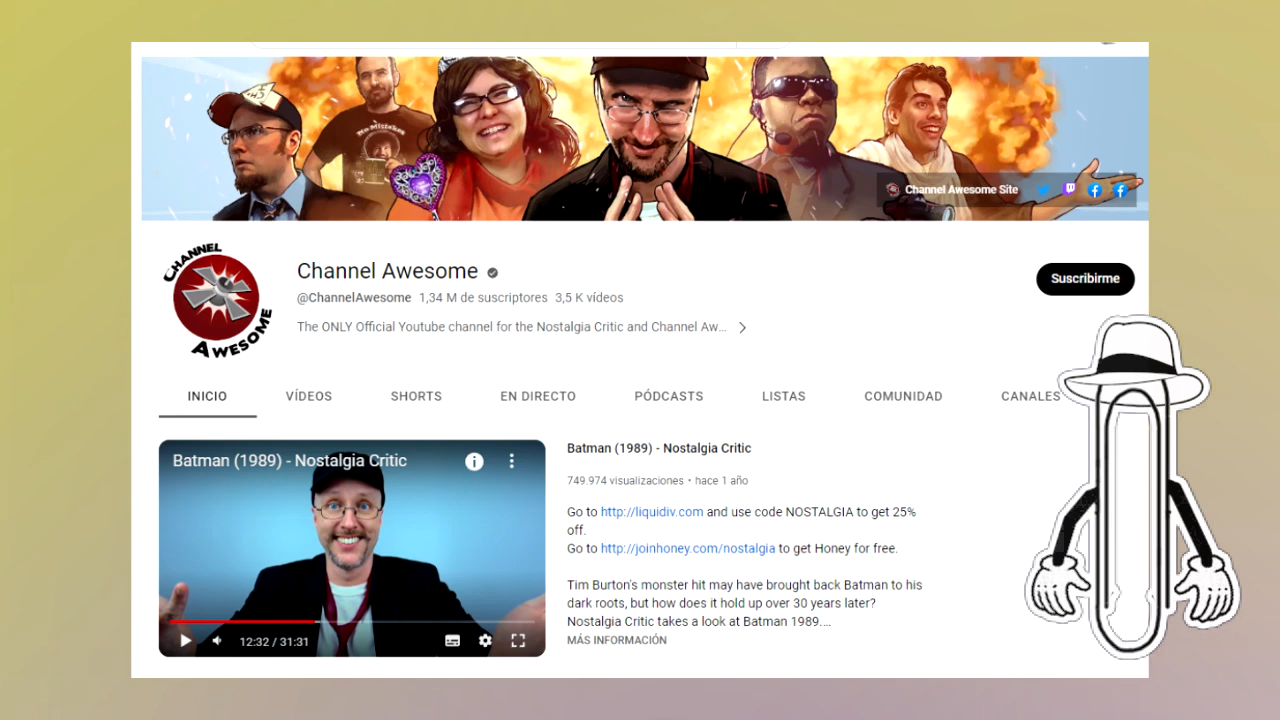 No Mistakes
Channel Awesome Site
CHANNEL
AWESOME
Channel Awesome
@ChannelAwesome 1,34 M de suscriptores 3,5 K vídeos
Suscribirme
The ONLY Official Youtube channel for the Nostalgia Critic and Channel Aw...
INICIO VÍDEOS SHORTS EN DIRECTO PÓDCASTS LISTAS COMUNIDAD CANALES
Batman (1989) - Nostalgia Critic
12:32 / 31:31
Batman (1989) - Nostalgia Critic
749.974 visualizaciones • hace 1 año
Go to http://liquidiv.com and use code NOSTALGIA to get 25%
off.
Go to http://joinhoney.com/nostalgia to get Honey for free.
Tim Burton's monster hit may have brought back Batman to his
dark roots, but how does it hold up over 30 years later?
Nostalgia Critic takes a look at Batman 1989....
MÁS INFORMACIÓN